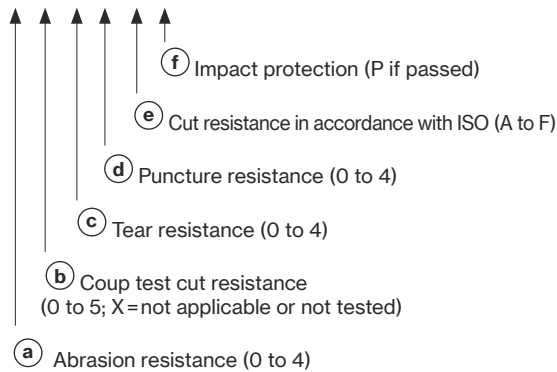 f Impact protection (P if passed)
e Cut resistance in accordance with ISO (A to F)
d Puncture resistance (0 to 4)
c Tear resistance (0 to 4)
b Coup test cut resistance
(0 to 5; X = not applicable or not tested)
a Abrasion resistance (0 to 4)